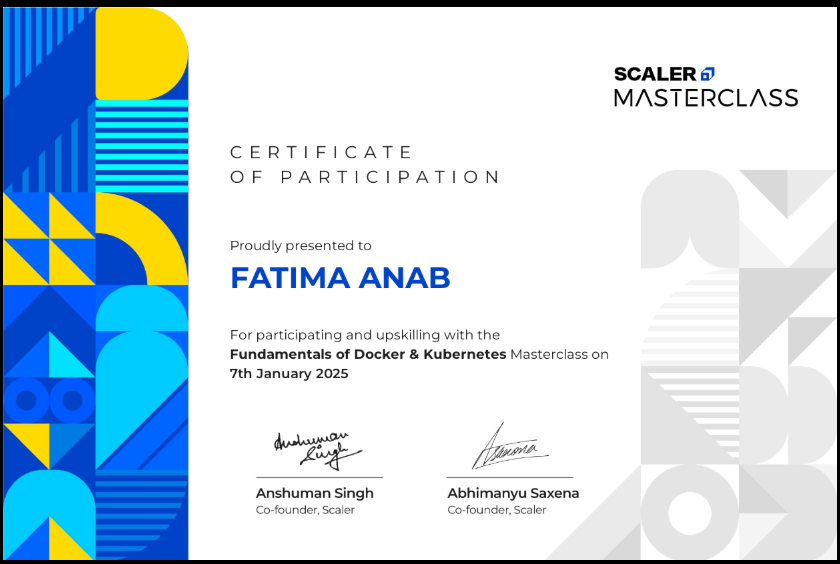 SCALER
MASTERCLASS
CERTIFICATE
OF PARTICIPATION
Proudly presented to
FATIMA ANAB
For participating and upskilling with the
Fundamentals of Docker & Kubernetes Masterclass on
7th January 2025
Anshuman
Singh
Asaxena
Anshuman Singh
Co-founder, Scaler
Abhimanyu Saxena
Co-founder, Scaler